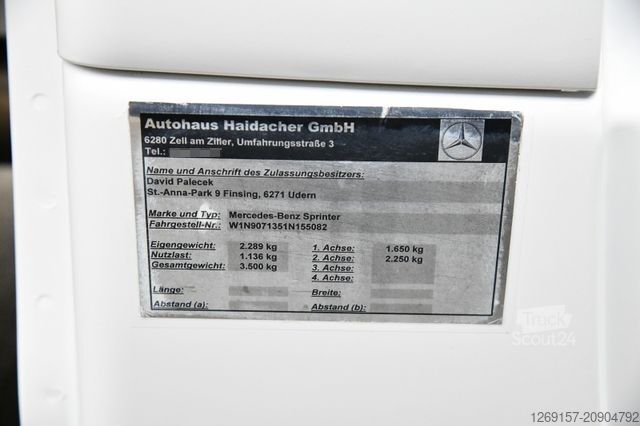 Autohaus Haidacher GmbH
6280 Zell am Ziller, Umfahrungsstraße 3
Tel.:
Name und Anschrift des Zulassungsbesitzers:
David Palecek
St.-Anna-Park 9 Finsing, 6271 Udern
Marke und Typ: Mercedes-Benz Sprinter
Fahrgestell-Nr.: W1N9071351N155082
Eigengewicht: 2.289 kg 1. Achse: 1.650 kg
Nutzlast: 1.136 kg 2. Achse: 2.250 kg
Gesamtgewicht: 3.500 kg 3. Achse:
4. Achse:
Länge: Breite:
Abstand (a): Abstand (b):
Truck
Scout24
1269157-20904792